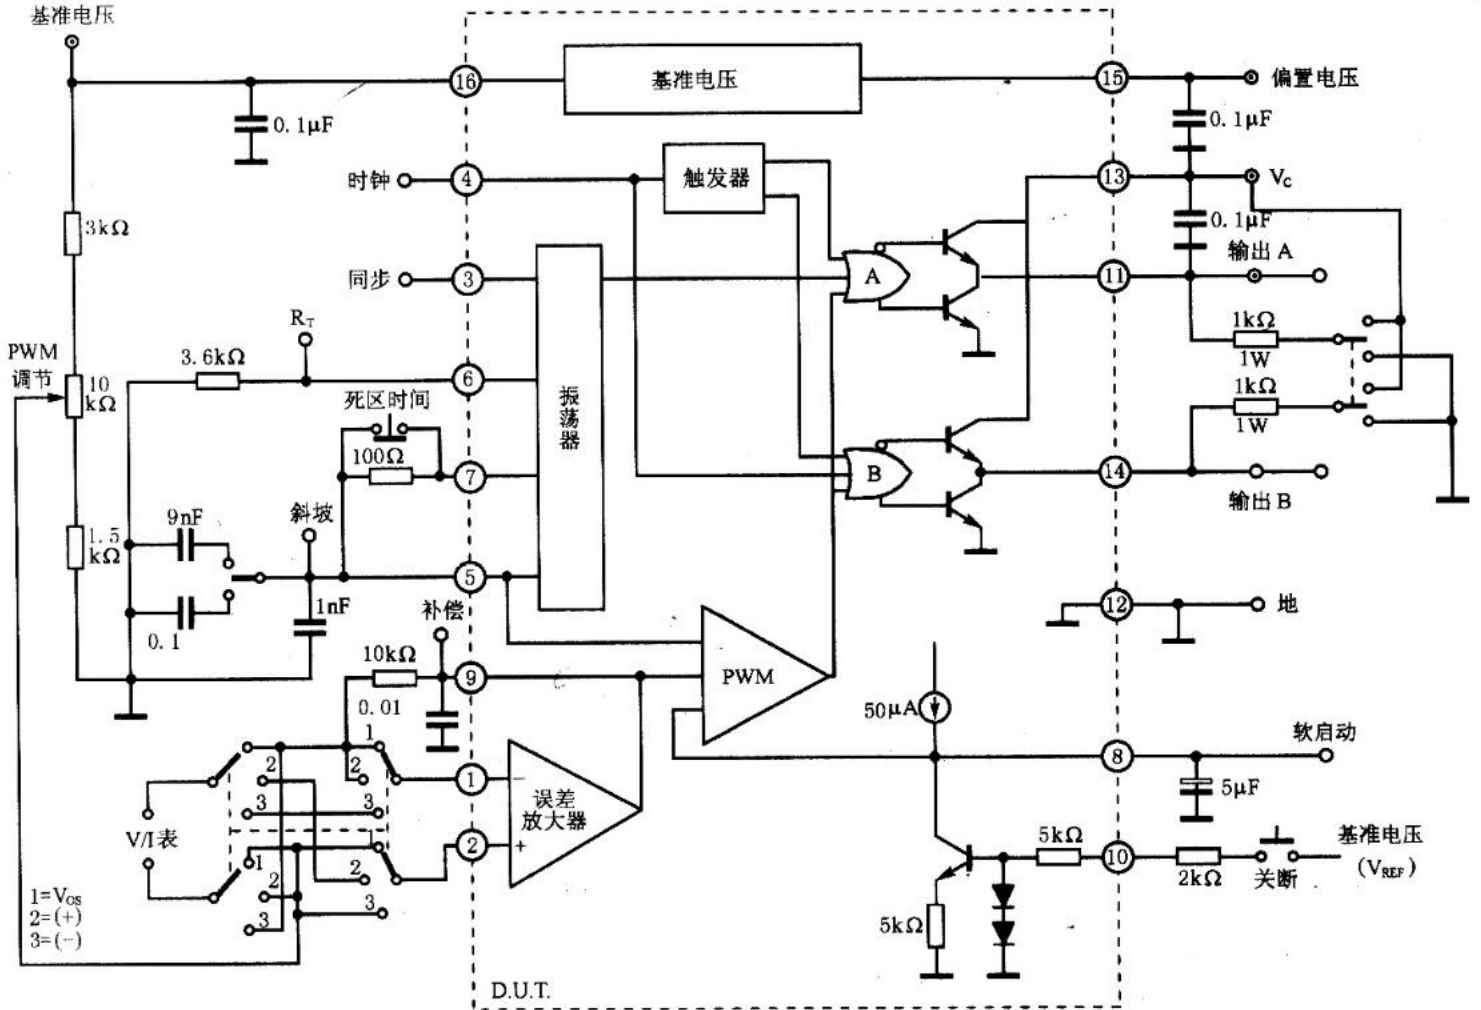 基准电压
16
基准电压
15
偏置电压
0.1μF
0.1μF
时钟
4
触发器
13
Vc
3kΩ
0.1μF
同步
3
A
11
输出A
RT
1kΩ
1W
PWM
调节
3.6kΩ
6
10
kΩ
死区时间
振荡器
1kΩ
1W
100Ω
7
B
14
输出B
9nF
斜坡
1.5
kΩ
5
1nF
0.1
补偿
12
地
10kΩ
9
PWM
0.01
50μA
1
2
3
2
3
1
误差
放大器
−
+
8
软启动
5μF
V/I表
1
1
2
3
2
3
2
5kΩ
10
2kΩ
关断
基准电压
(VREF)
1=Vos
2=(+)
3=(-)
5kΩ
D.U.T.